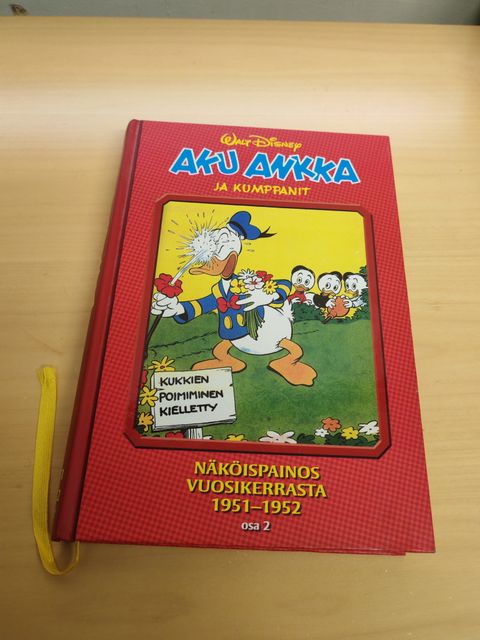 WALT DISNEY
AKU ANKKA
JA KUMPPANIT
KUKKIEN
POIMIMINEN
KIELLETTY
NÄKÖISPAINOS
VUOSIKERRASTA
1951–1952
osa 2